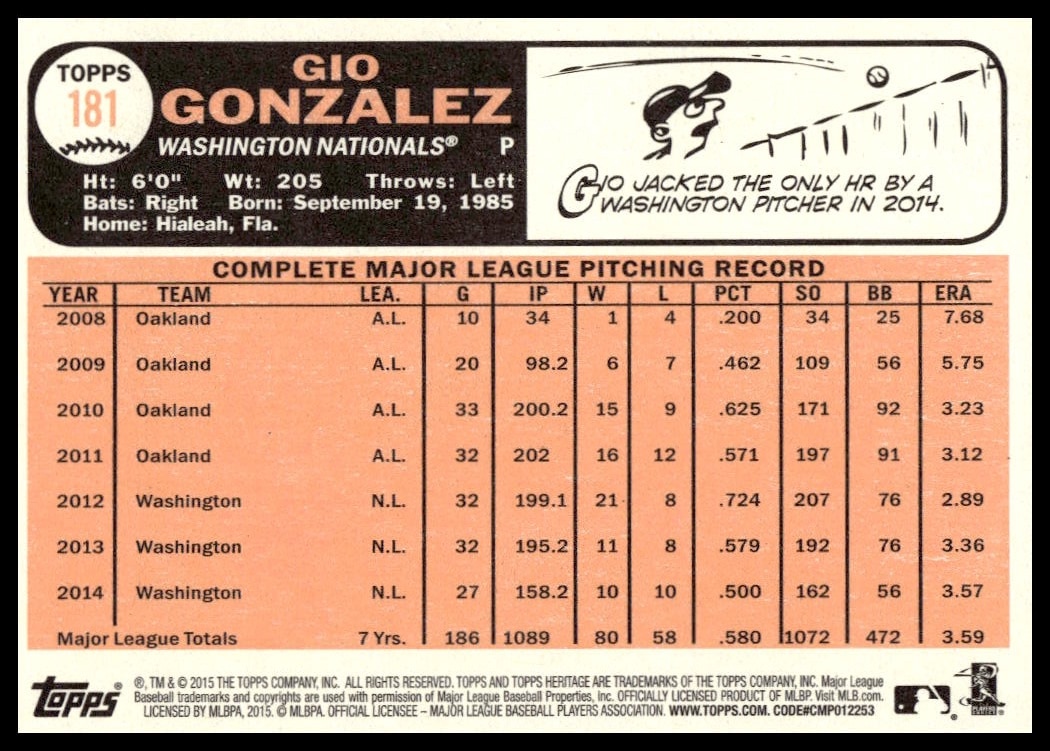 TOPPS
181
GIO
GONZALEZ
WASHINGTON NATIONALS® P
Ht: 6'0" Wt: 205 Throws: Left
Bats: Right Born: September 19, 1985
Home: Hialeah, Fla.
GIO JACKED THE ONLY HR BY A
WASHINGTON PITCHER IN 2014.
COMPLETE MAJOR LEAGUE PITCHING RECORD
YEAR TEAM LEA. G IP W L PCT SO BB ERA
2008 Oakland A.L. 10 34 1 4 .200 34 25 7.68
2009 Oakland A.L. 20 98.2 6 7 .462 109 56 5.75
2010 Oakland A.L. 33 200.2 15 9 .625 171 92 3.23
2011 Oakland A.L. 32 202 16 12 .571 197 91 3.12
2012 Washington N.L. 32 199.1 21 8 .724 207 76 2.89
2013 Washington N.L. 32 195.2 11 8 .579 192 76 3.36
2014 Washington N.L. 27 158.2 10 10 .500 162 56 3.57
Major League Totals 7 Yrs. 186 1089 80 58 .580 1072 472 3.59
TOPPS®
®, TM & © 2015 THE TOPPS COMPANY, INC. ALL RIGHTS RESERVED. TOPPS AND TOPPS HERITAGE ARE TRADEMARKS OF THE TOPPS COMPANY, INC. Major League
Baseball trademarks and copyrights are used with permission of Major League Baseball Properties, Inc. OFFICIALLY LICENSED PRODUCT OF MLBP. Visit MLB.com.
LICENSED BY MLBPA, 2015. © MLBPA. OFFICIAL LICENSEE – MAJOR LEAGUE BASEBALL PLAYERS ASSOCIATION. WWW.TOPPS.COM. CODE#CMP012253